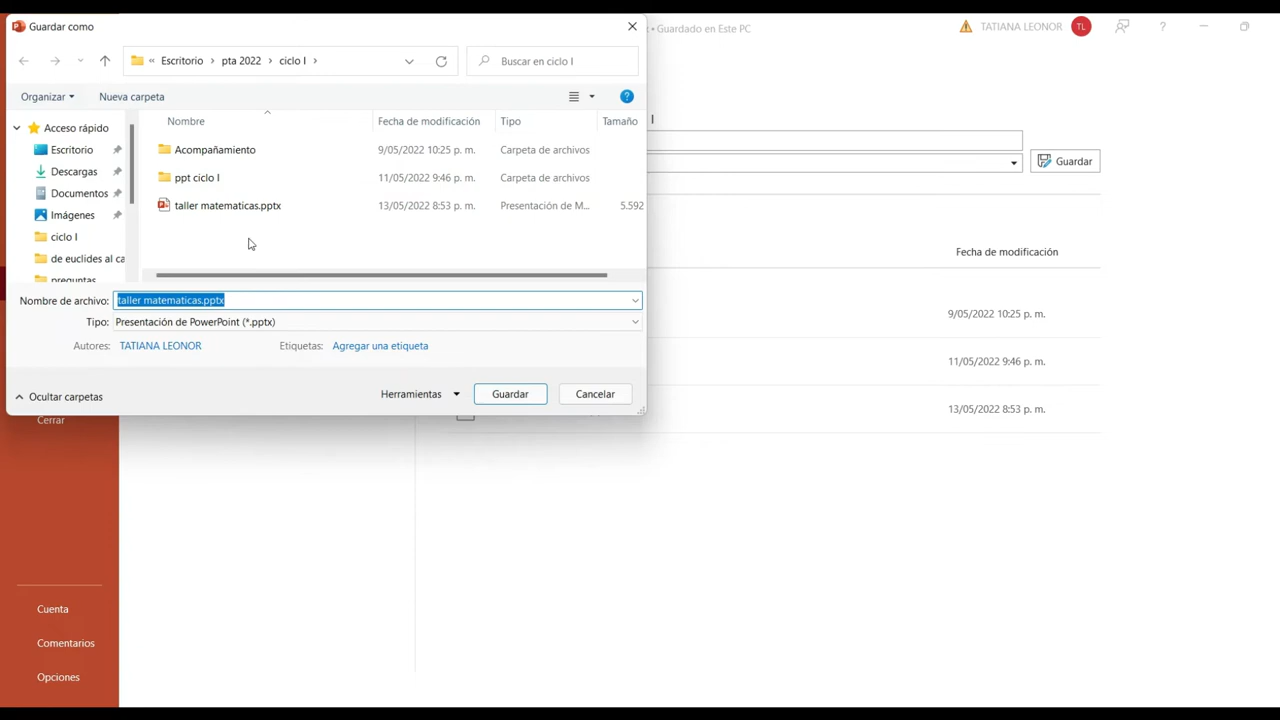 Guardar como
• Guardado en Este PC
TATIANA LEONOR TL
?
« Escritorio › pta 2022 › ciclo I ›
Buscar en ciclo I
Organizar
Nueva carpeta
?
Nombre
Fecha de modificación
Tipo
Tamaño
Acceso rápido
Escritorio
Descargas
Documentos
Imágenes
ciclo I
de euclides al ca
preguntas
Acompañamiento 9/05/2022 10:25 p. m. Carpeta de archivos
ppt ciclo I 11/05/2022 9:46 p. m. Carpeta de archivos
taller matematicas.pptx 13/05/2022 8:53 p. m. Presentación de M... 5.592
Nombre de archivo: taller matematicas.pptx
Tipo: Presentación de PowerPoint (*.pptx)
Autores: TATIANA LEONOR
Etiquetas: Agregar una etiqueta
Ocultar carpetas
Herramientas
Guardar
Cancelar
I
Guardar
Fecha de modificación
9/05/2022 10:25 p. m.
11/05/2022 9:46 p. m.
13/05/2022 8:53 p. m.
Cerrar
Cuenta
Comentarios
Opciones